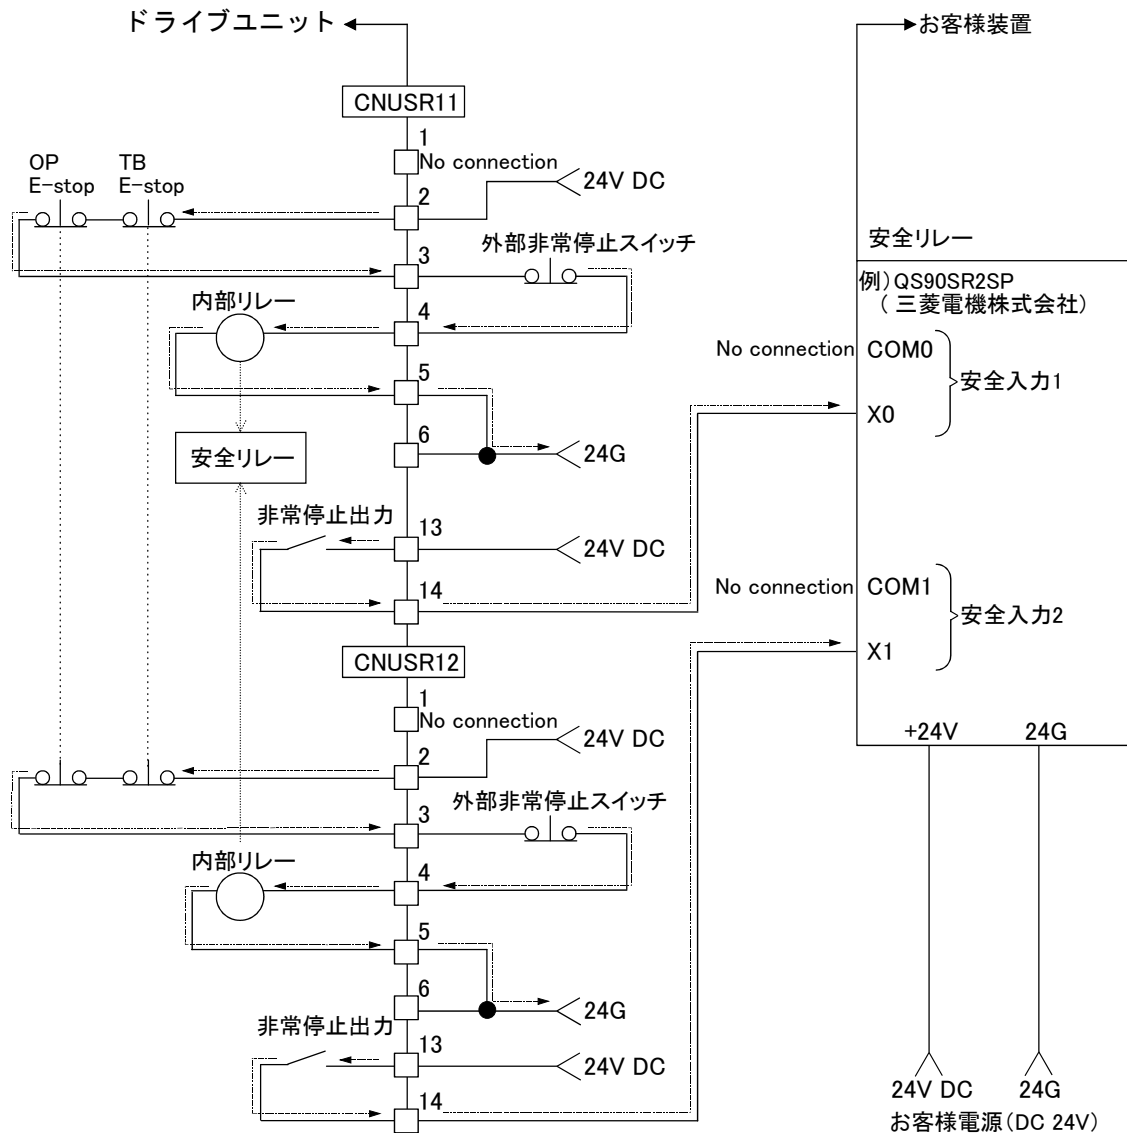 ドライブユニット
お客様装置
CNUSR11
1
No connection
OP
E-stop
TB
E-stop
2
24V DC
3
外部非常停止スイッチ
内部リレー
4
5
6
24G
安全リレー
非常停止出力
13
24V DC
14
安全リレー
例)QS90SR2SP
(三菱電機株式会社)
No connection
COM0
X0
安全入力1
No connection
COM1
X1
安全入力2
+24V
24G
CNUSR12
1
No connection
2
24V DC
3
外部非常停止スイッチ
内部リレー
4
5
6
24G
非常停止出力
13
24V DC
14
24V DC
24G
お客様電源(DC 24V)